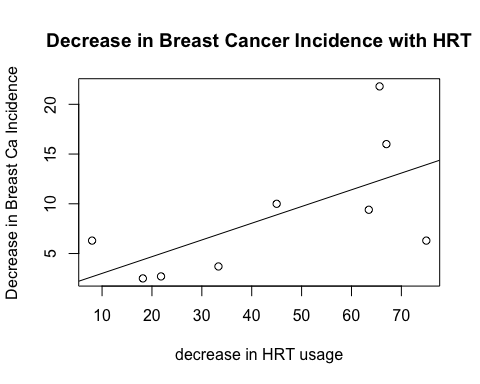 Decrease in Breast Cancer Incidence with HRT
Decrease in Breast Ca Incidence
20
15
10
5
10 20 30 40 50 60 70
decrease in HRT usage